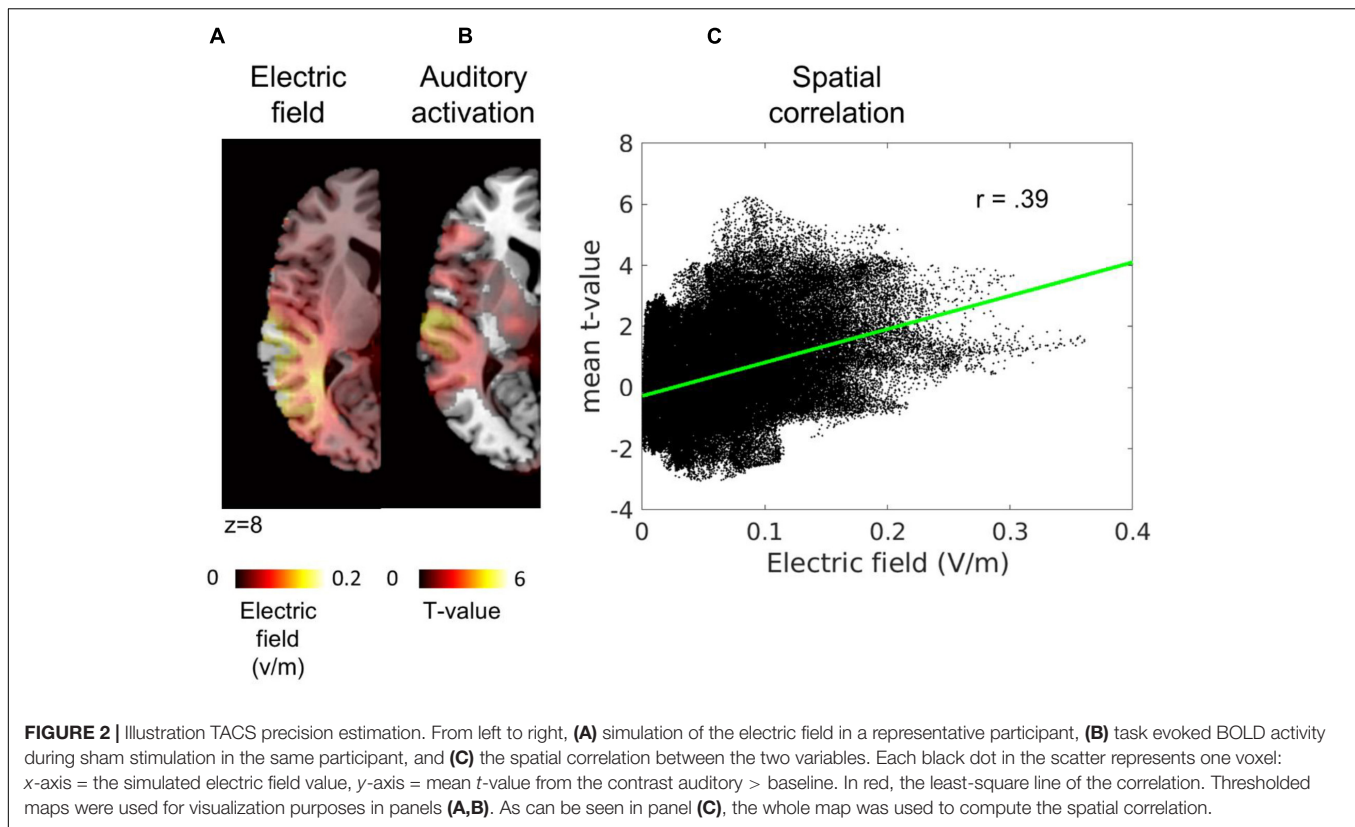 A
B
C
Electric field
Auditory activation
Spatial correlation
8
6
4
2
0
-2
-4
mean t-value
r = .39
0
0.1
0.2
0.3
0.4
Electric field (V/m)
z=8
0
0.2
Electric
field
(v/m)
0
6
T-value
FIGURE 2 | Illustration TACS precision estimation. From left to right, (A) simulation of the electric field in a representative participant, (B) task evoked BOLD activity
during sham stimulation in the same participant, and (C) the spatial correlation between the two variables. Each black dot in the scatter represents one voxel:
x-axis = the simulated electric field value, y-axis = mean t-value from the contrast auditory > baseline. In red, the least-square line of the correlation. Thresholded
maps were used for visualization purposes in panels (A,B). As can be seen in panel (C), the whole map was used to compute the spatial correlation.